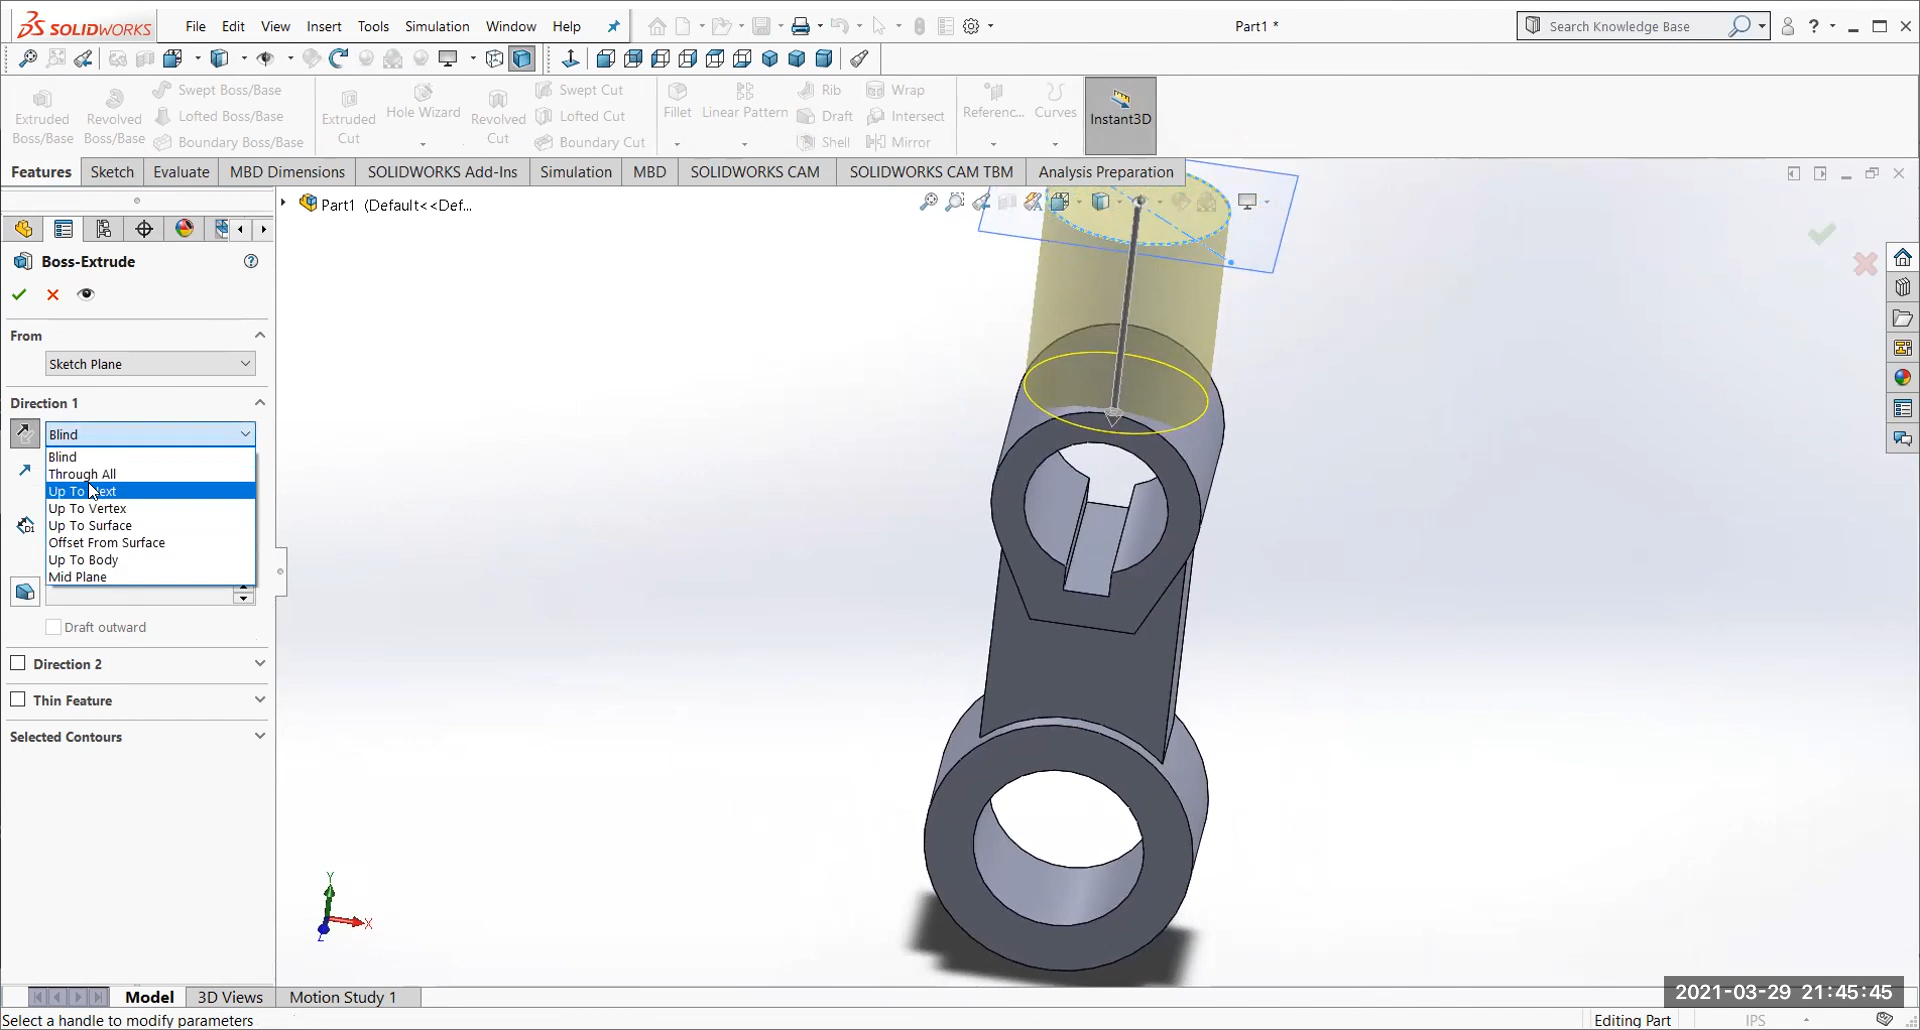 SOLIDWORKS
File Edit View Insert Tools Simulation Window Help
Part1 *
Search Knowledge Base
?
Extruded Boss/Base
Revolved Boss/Base
Swept Boss/Base
Lofted Boss/Base
Boundary Boss/Base
Extruded Cut
Hole Wizard
Revolved Cut
Swept Cut
Lofted Cut
Boundary Cut
Fillet
Linear Pattern
Rib
Draft
Shell
Wrap
Intersect
Mirror
Referenc...
Curves
Instant3D
Features Sketch Evaluate MBD Dimensions SOLIDWORKS Add-Ins Simulation MBD SOLIDWORKS CAM SOLIDWORKS CAM TBM Analysis Preparation
Part1 (Default<<Def...
Boss-Extrude
?
From
Sketch Plane
Direction 1
Blind
Blind
Through All
Up To Next
Up To Vertex
Up To Surface
Offset From Surface
Up To Body
Mid Plane
D1
Draft outward
Direction 2
Thin Feature
Selected Contours
Y
X
Z
Model 3D Views Motion Study 1
2021-03-29 21:45:45
Select a handle to modify parameters
Editing Part
IPS